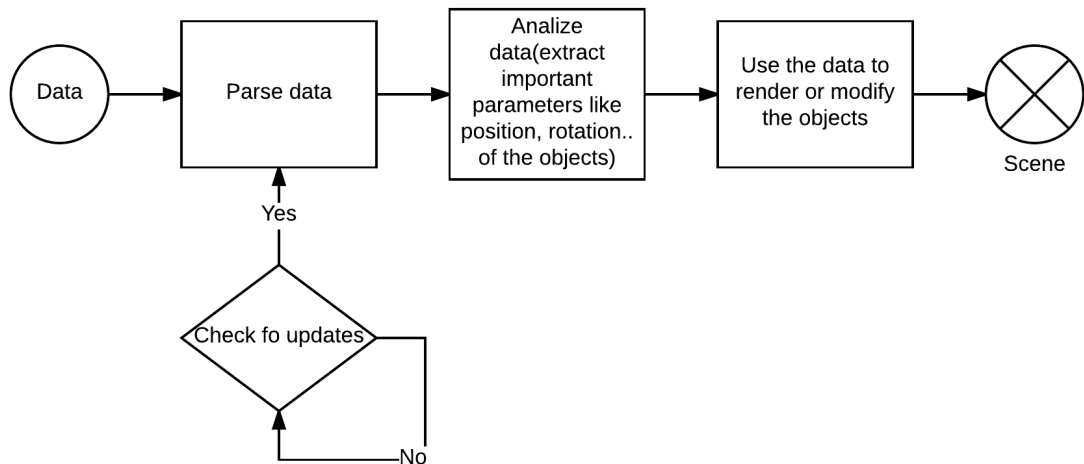 Data
Parse data
Analize
data(extract
important
parameters like
position, rotation..
of the objects)
Use the data to
render or modify
the objects
Scene
Yes
Check fo updates
No